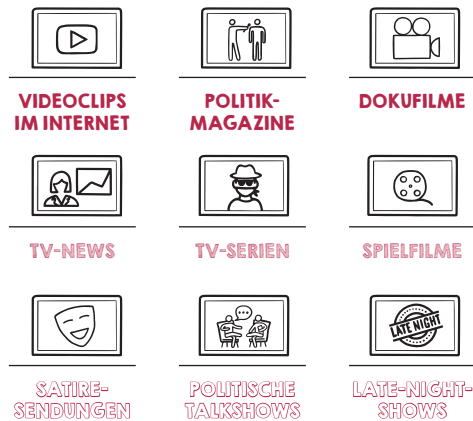 VIDEOCLIPS
IM INTERNET
POLITIK-
MAGAZINE
DOKUFILME
TV-NEWS
TV-SERIEN
SPIELFILME
LATE NIGHT
SATIRE-
SENDUNGEN
POLITISCHE
TALKSHOWS
LATE-NIGHT-
SHOWS